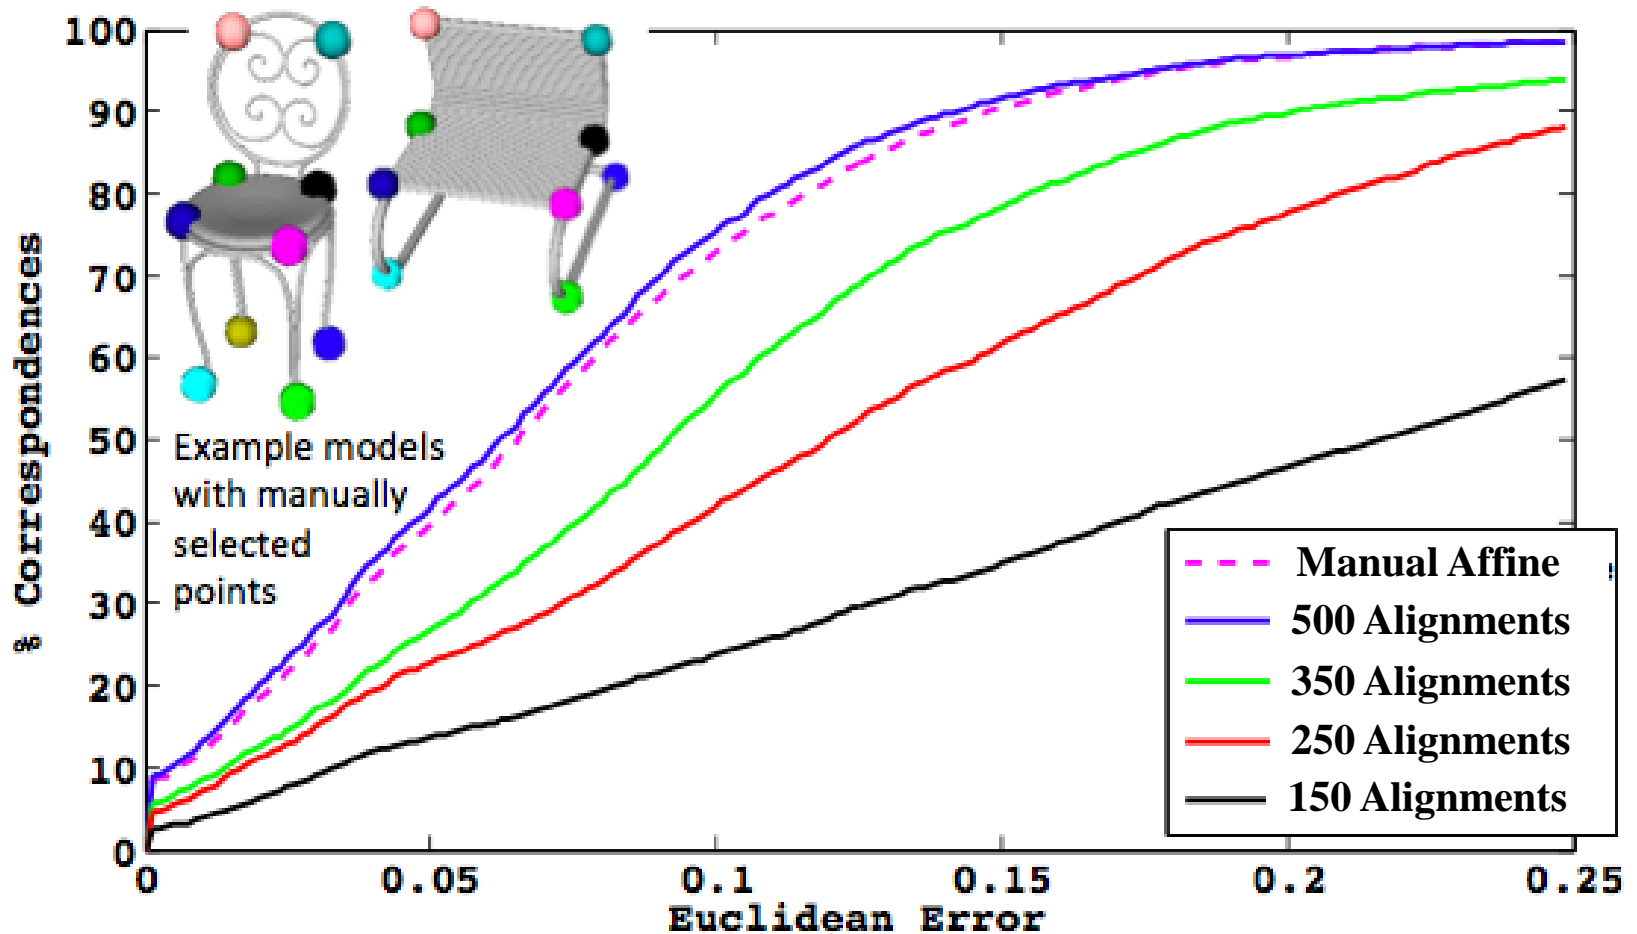 % Correspondences
100
90
80
70
60
50
40
30
20
10
0
Example models
with manually
selected
points
Manual Affine
500 Alignments
350 Alignments
250 Alignments
150 Alignments
0 0.05 0.1 0.15 0.2 0.25
Euclidean Error